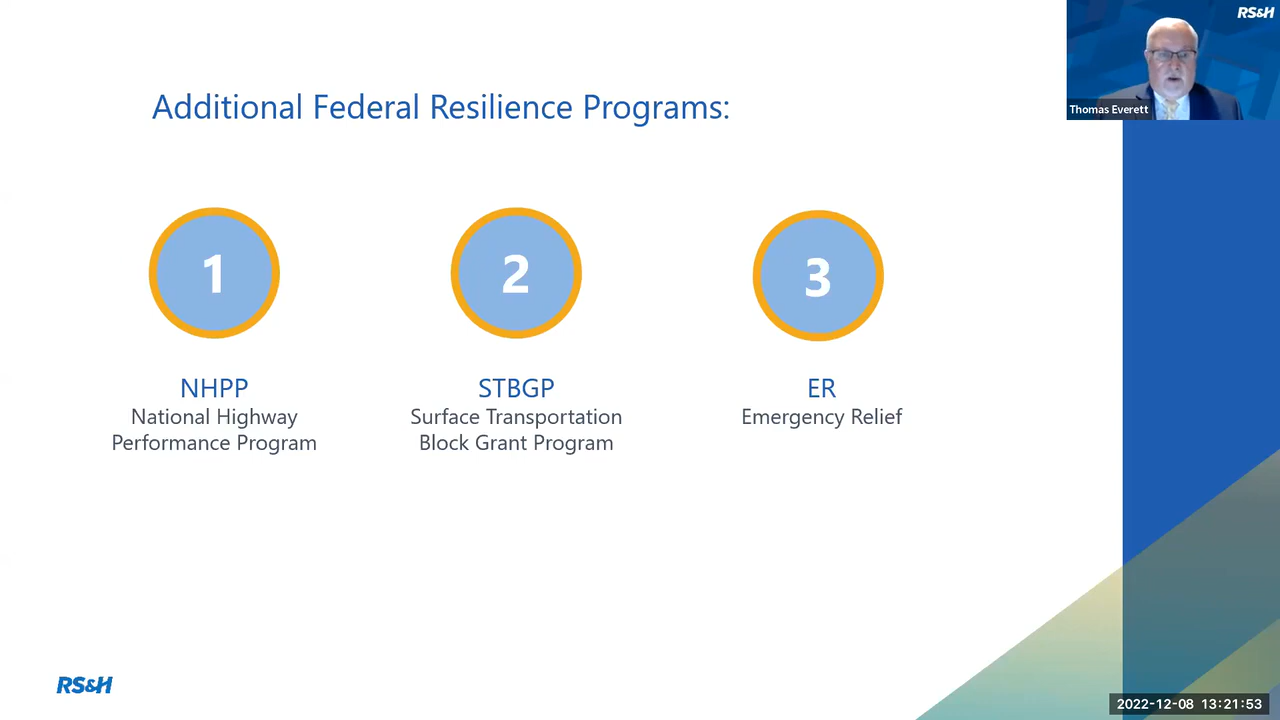 RS&H
Thomas Everett
Additional Federal Resilience Programs:
1
2
3
NHPP
National Highway
Performance Program
STBGP
Surface Transportation
Block Grant Program
ER
Emergency Relief
RS&H
2022-12-08 13:21:53